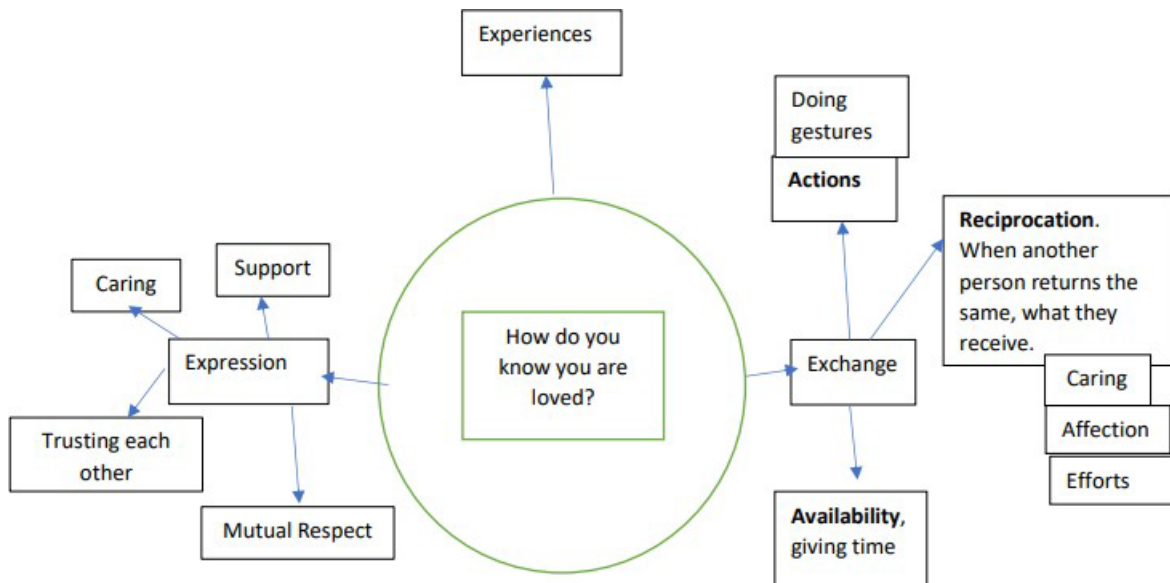 Experiences
Doing
gestures
Actions
Reciprocation.
When another
person returns the
same, what they
receive.
Support
Caring
How do you
know you are
loved?
Expression
Exchange
Caring
Affection
Efforts
Trusting each
other
Mutual Respect
Availability,
giving time